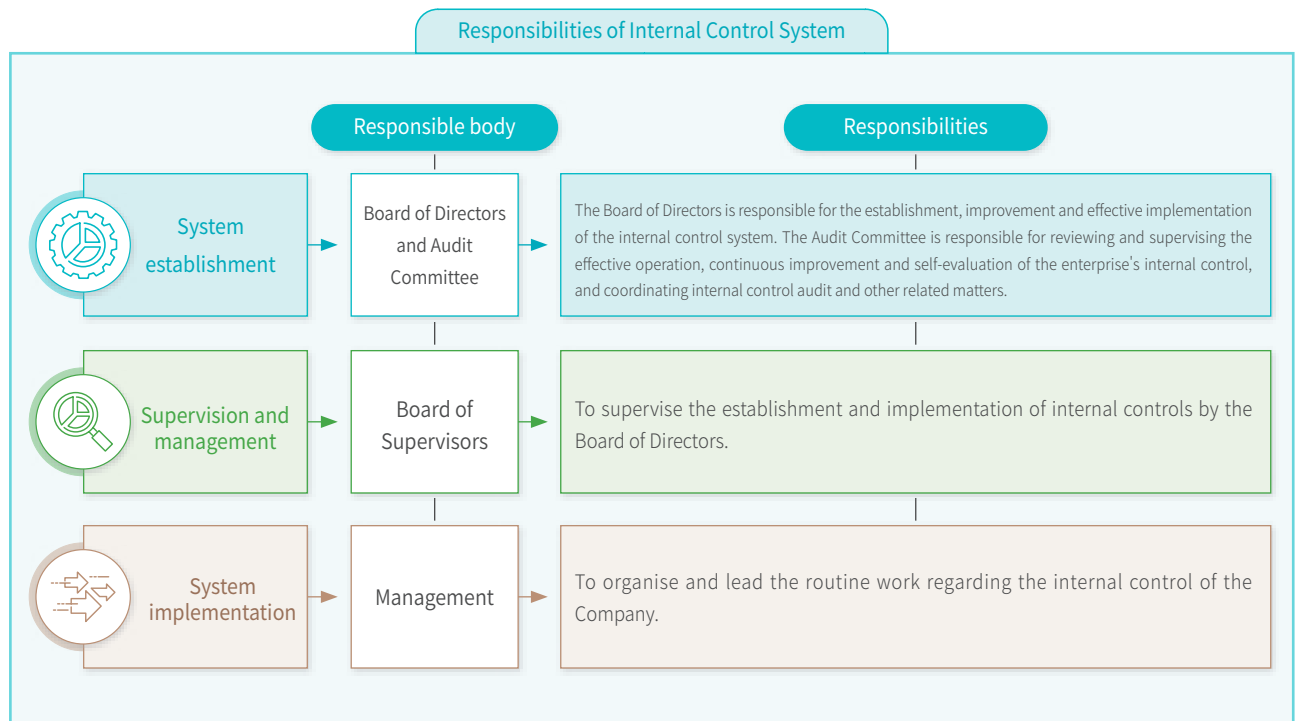 Responsibilities of Internal Control System
Responsible body
Responsibilities
System
establishment
Board of Directors
and Audit
Committee
The Board of Directors is responsible for the establishment, improvement and effective implementation
of the internal control system. The Audit Committee is responsible for reviewing and supervising the
effective operation, continuous improvement and self-evaluation of the enterprise's internal control,
and coordinating internal control audit and other related matters.
Supervision and
management
Board of
Supervisors
To supervise the establishment and implementation of internal controls by the
Board of Directors.
System
implementation
Management
To organise and lead the routine work regarding the internal control of the
Company.